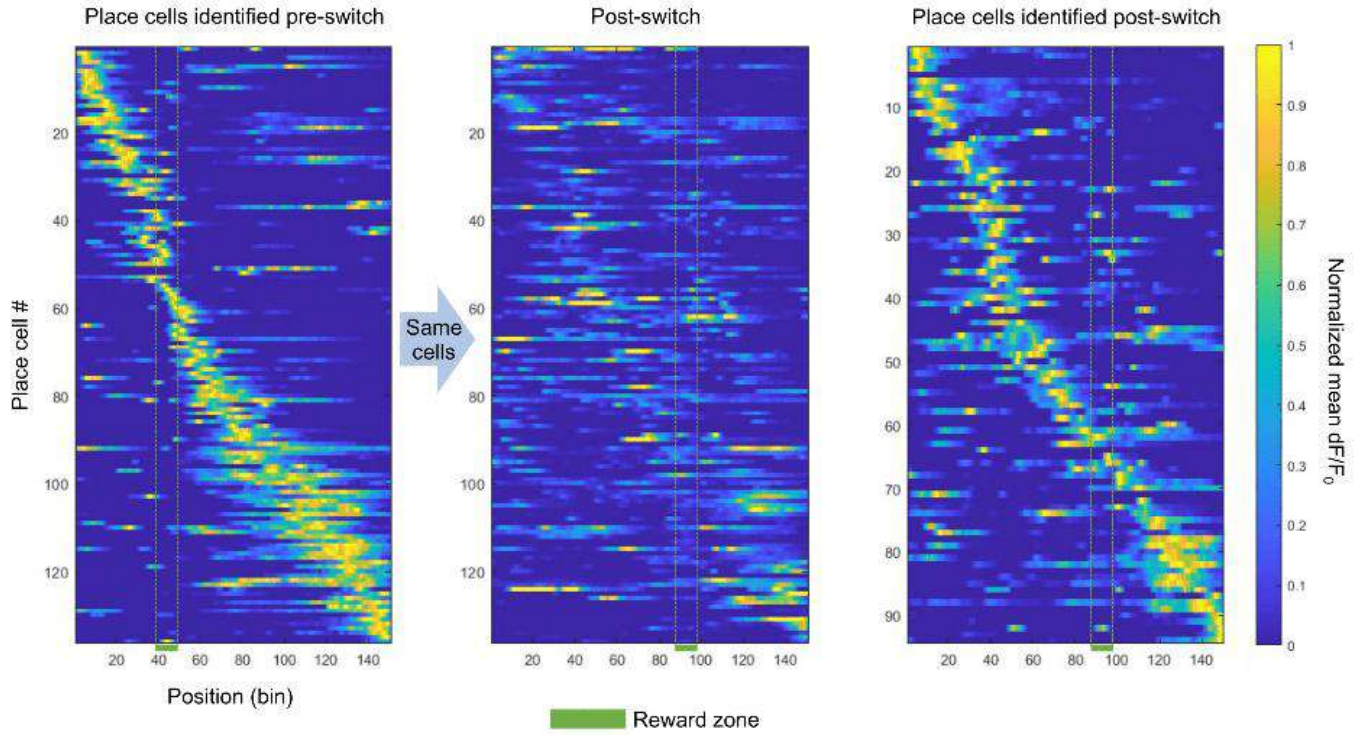 Place cells identified pre-switch
Post-switch
Place cells identified post-switch
Place cell #
20
40
60
80
100
120
20 40 60 80 100 120 140
Position (bin)
Same
cells
20
40
60
80
100
120
20 40 60 80 100 120 140
10
20
30
40
50
60
70
80
90
20 40 60 80 100 120 140
1
0.9
0.8
0.7
0.6
0.5
0.4
0.3
0.2
0.1
0
Normalized mean dF/F₀
Reward zone